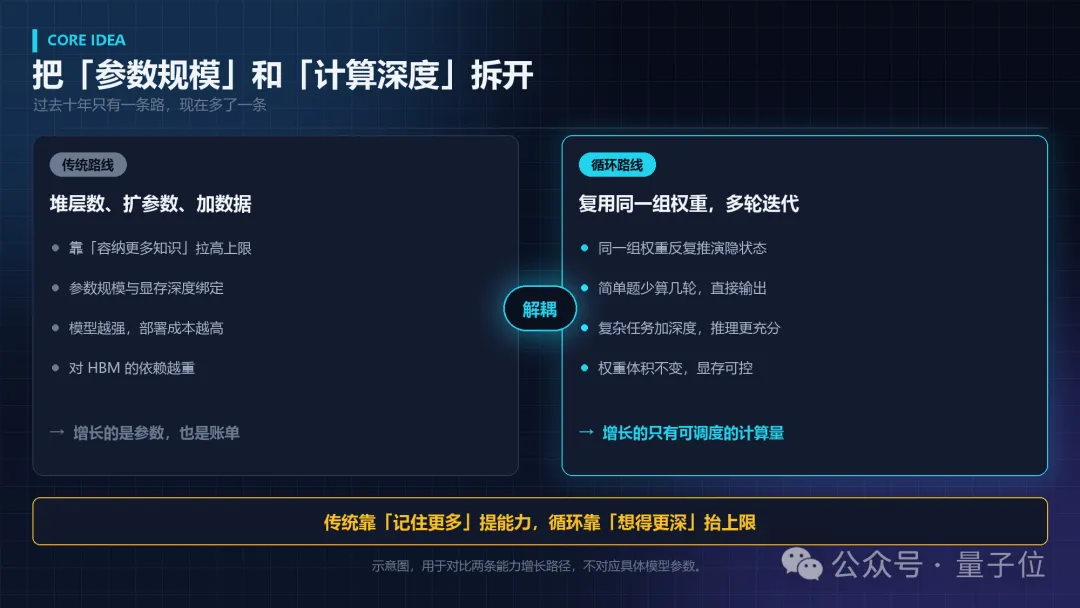 CORE IDEA
把「参数规模」和「计算深度」拆开
过去十年只有一条路，现在多了一条
传统路线
堆层数、扩参数、加数据
靠「容纳更多知识」拉高上限
参数规模与显存深度绑定
模型越强，部署成本越高
对 HBM 的依赖越重
→ 增长的是参数，也是账单
解耦
循环路线
复用同一组权重，多轮迭代
同一组权重反复推演隐状态
简单题少算几轮，直接输出
复杂任务加深度，推理更充分
权重体积不变，显存可控
→ 增长的只有可调度的计算量
传统靠「记住更多」提能力，循环靠「想得更深」抬上限
示意图，用于对比两条能力增长路径，不对应具体模型参数。
公众号 · 量子位